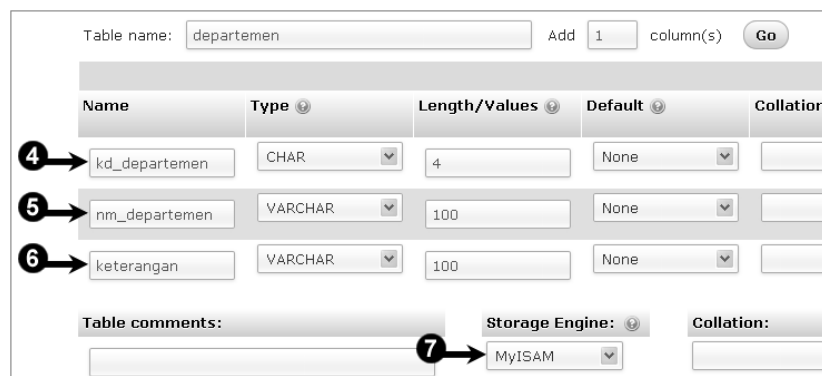 Table name: departemen Add 1 column(s) Go
Name Type Length/Values Default Collation
4 kd_departemen CHAR 4 None
5 nm_departemen VARCHAR 100 None
6 keterangan VARCHAR 100 None
Table comments: Storage Engine: Collation:
7 MyISAM